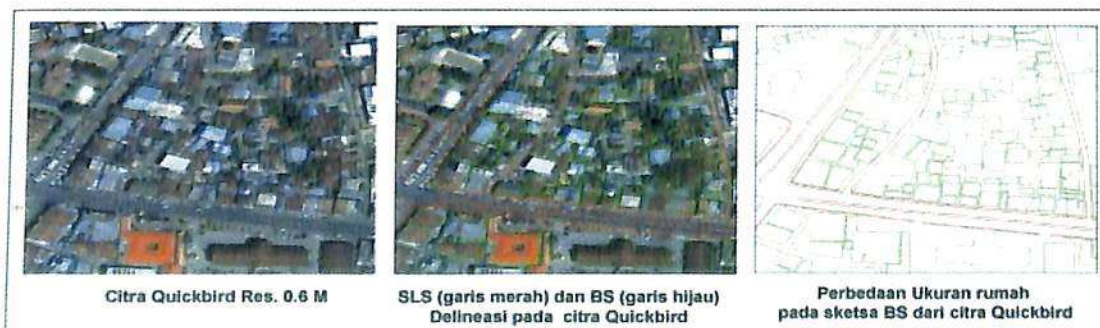 Citra Quickbird Res. 0.6 M
SLS (garis merah) dan BS (garis hijau)
Delineasi pada citra Quickbird
Perbedaan Ukuran rumah
pada sketsa BS dari citra Quickbird